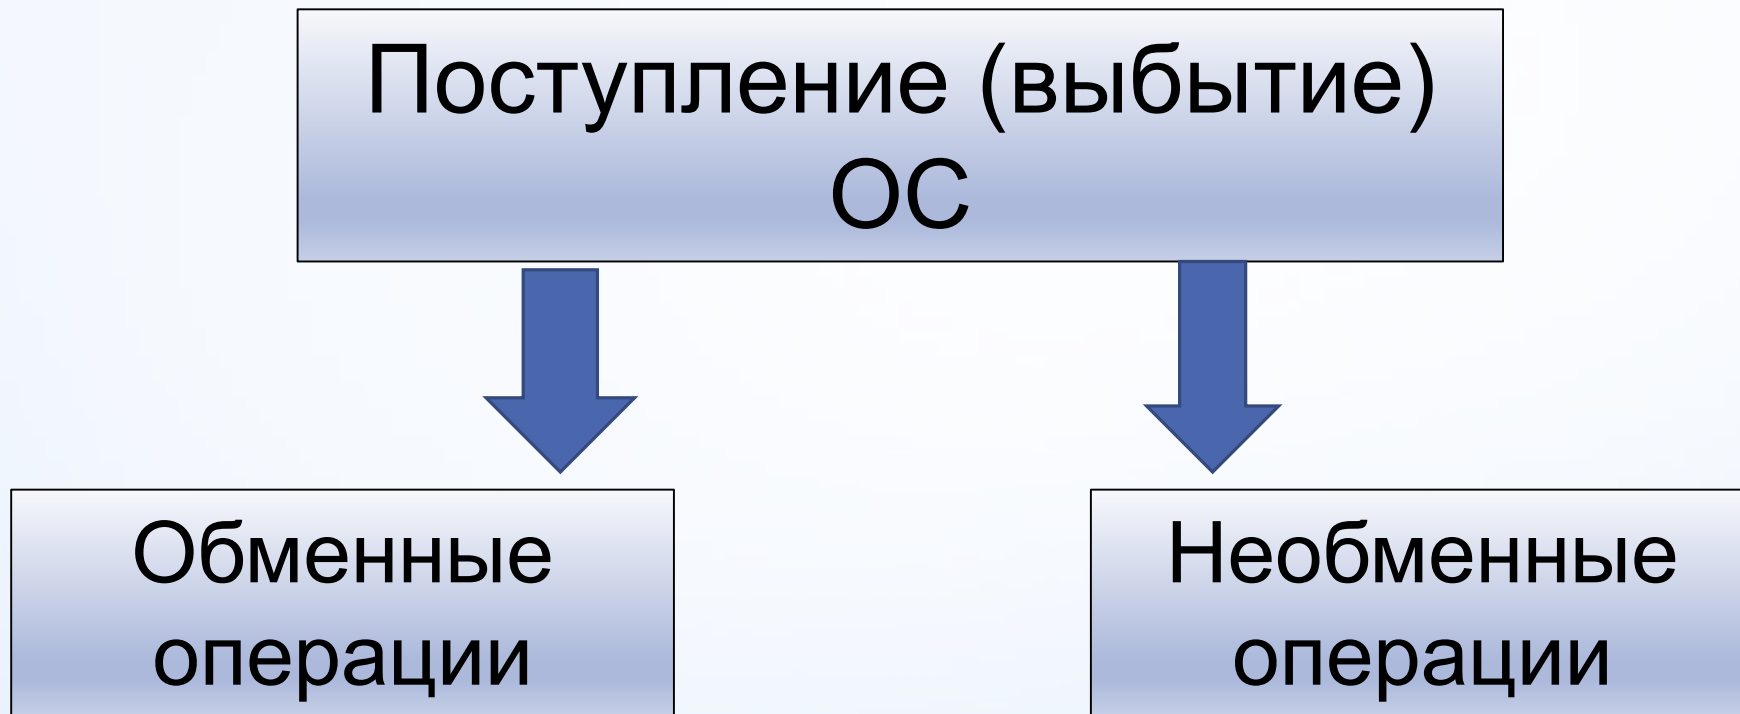 Поступление (выбытие)
ОС
Обменные
операции
Необменные
операции